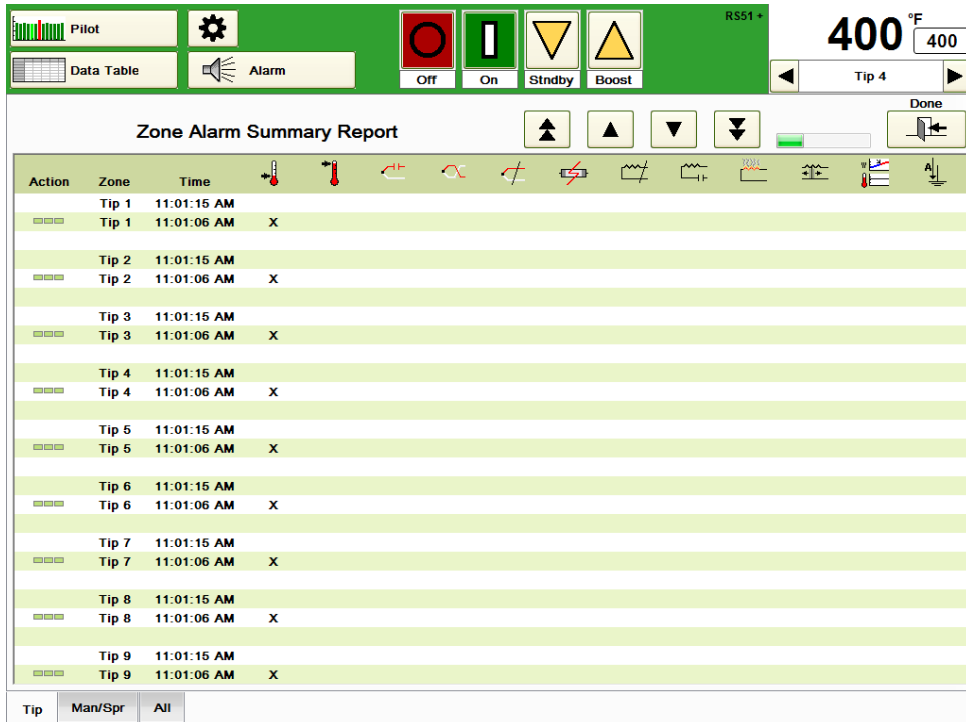 Pilot
RS51 +
400 °F
400
Data Table
Alarm
Off On Stndby Boost
Tip 4
Done
Zone Alarm Summary Report
Action Zone Time
Tip 1 11:01:15 AM
Tip 1 11:01:06 AM X
Tip 2 11:01:15 AM
Tip 2 11:01:06 AM X
Tip 3 11:01:15 AM
Tip 3 11:01:06 AM X
Tip 4 11:01:15 AM
Tip 4 11:01:06 AM X
Tip 5 11:01:15 AM
Tip 5 11:01:06 AM X
Tip 6 11:01:15 AM
Tip 6 11:01:06 AM X
Tip 7 11:01:15 AM
Tip 7 11:01:06 AM X
Tip 8 11:01:15 AM
Tip 8 11:01:06 AM X
Tip 9 11:01:15 AM
Tip 9 11:01:06 AM X
Tip Man/Spr All